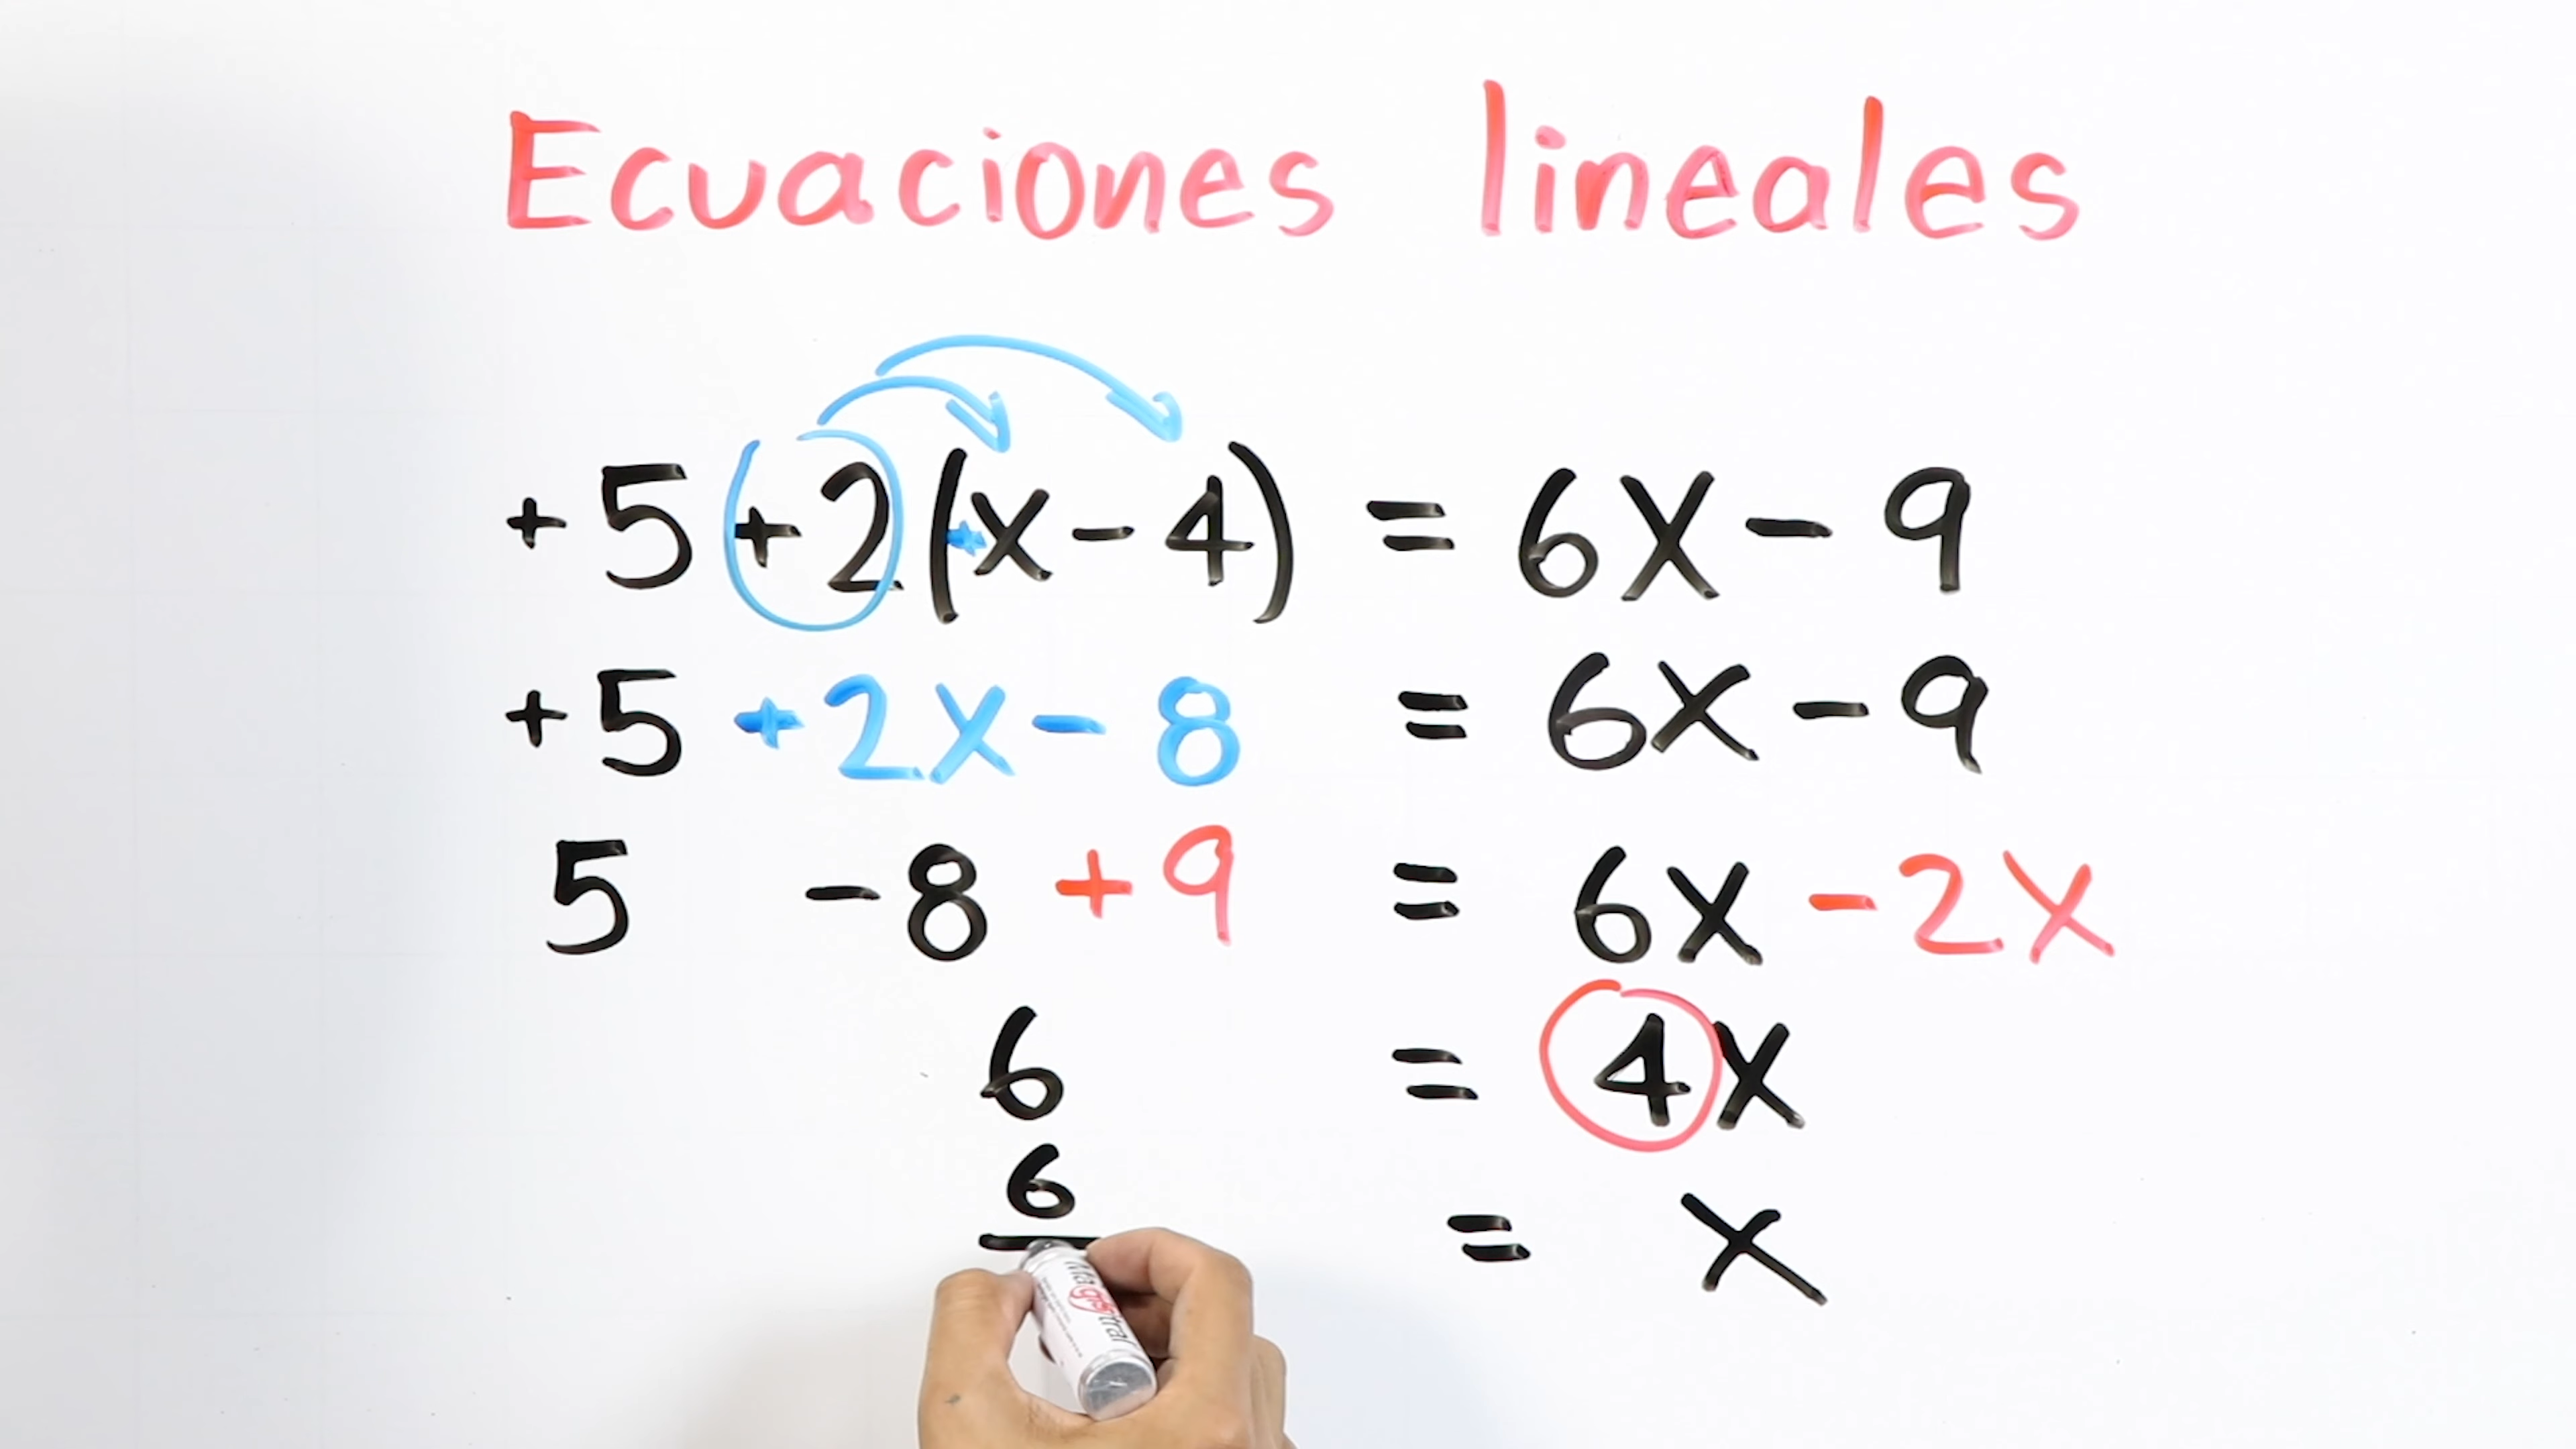 Ecuaciones lineales
+5+2(+x-4) = 6x-9
+5+2x-8 = 6x-9
5 -8+9 = 6x-2x
6 = 4x
6 = x
Magistral